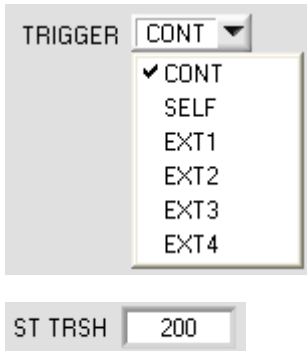 TRIGGER CONT
CONT
SELF
EXT1
EXT2
EXT3
EXT4
ST TRSH 200